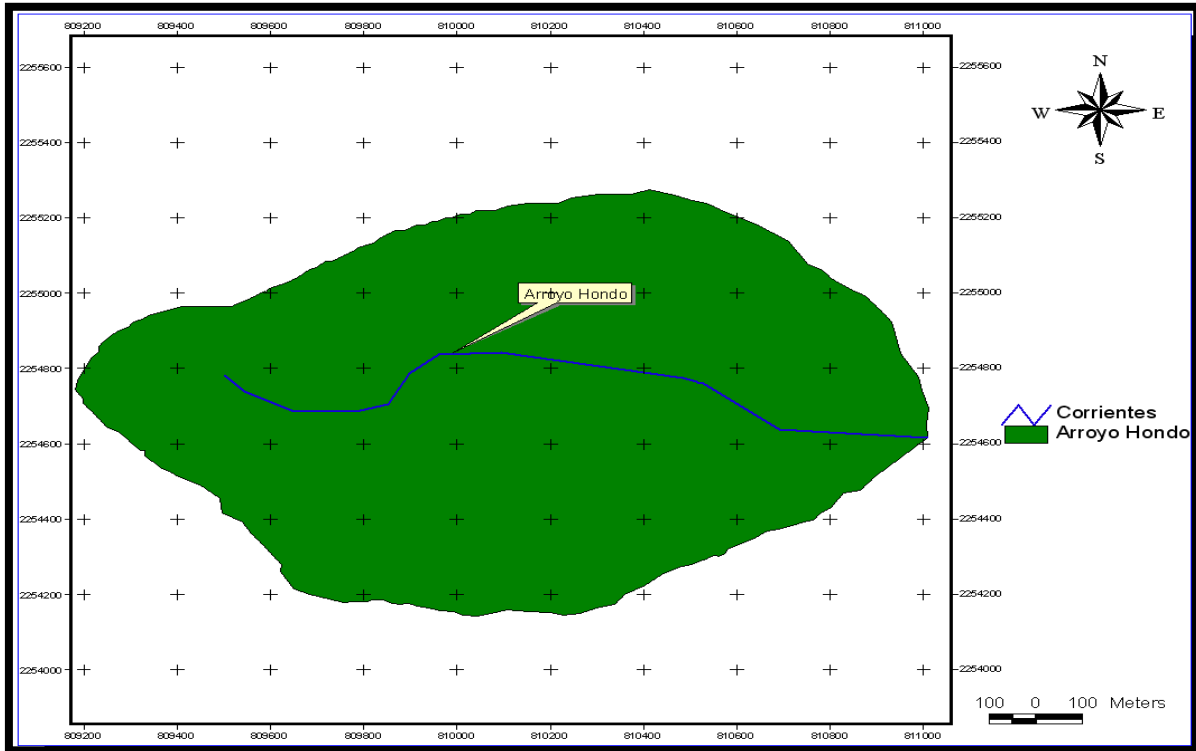 809200 809400 809600 809800 810000 810200 810400 810600 810800 811000
2255600 2255600
N
W E
S
2255400 2255400
2255200 2255200
2255000 2255000
Arroyo Hondo
2254800 2254800
Corrientes
Arroyo Hondo
2254600 2254600
2254400 2254400
2254200 2254200
2254000 2254000
100 0 100 Meters
809200 809400 809600 809800 810000 810200 810400 810600 810800 811000